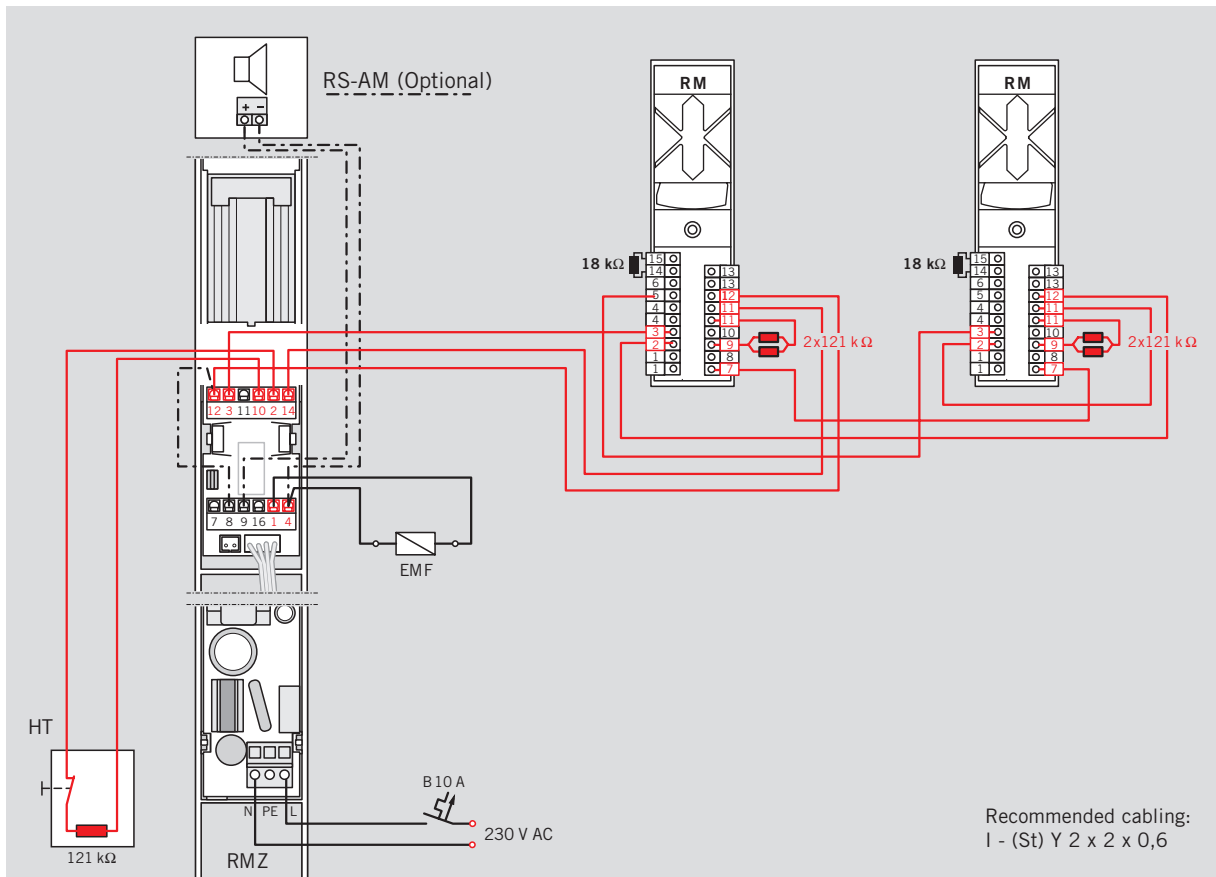 RS-AM (Optional)
+ −
RM
RM
18 kΩ
15
14
6
5
4
4
3
2
1
1
13
13
12
11
11
10
9
8
7
2x121 kΩ
18 kΩ
15
14
6
5
4
4
3
2
1
1
13
13
12
11
11
10
9
8
7
2x121 kΩ
12 3 11 10 2 14
7 8 9 16 1 4
EMF
HT
121 kΩ
N PE L
B 10 A
230 V AC
RMZ
Recommended cabling:
I - (St) Y 2 x 2 x 0,6